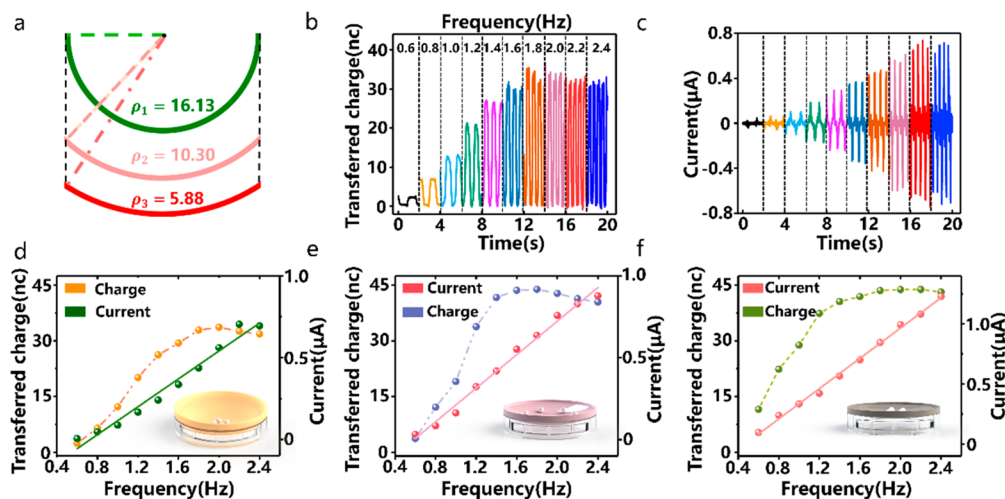 a
ρ1 = 16.13
ρ2 = 10.30
ρ3 = 5.88
b
Frequency(Hz)
Transferred charge(nc)
40
30
20
10
0
0.6 0.8 1.0 1.2 1.4 1.6 1.8 2.0 2.2 2.4
0 4 8 12 16 20
Time(s)
c
Current(μA)
0.8
0.4
0.0
-0.4
-0.8
0 4 8 12 16 20
Time(s)
d
Transferred charge(nc)
45
30
15
0
Charge
Current
1.0
0.5
0
Current(μA)
0.4 0.8 1.2 1.6 2.0 2.4
Frequency(Hz)
e
Transferred charge(nc)
45
30
15
0
Current
Charge
1.0
0.5
0
Current(μA)
0.4 0.8 1.2 1.6 2.0 2.4
Frequency(Hz)
f
Transferred charge(nc)
45
30
15
0
Current
Charge
1.0
0
Current(μA)
0.4 0.8 1.2 1.6 2.0 2.4
Frequency(Hz)